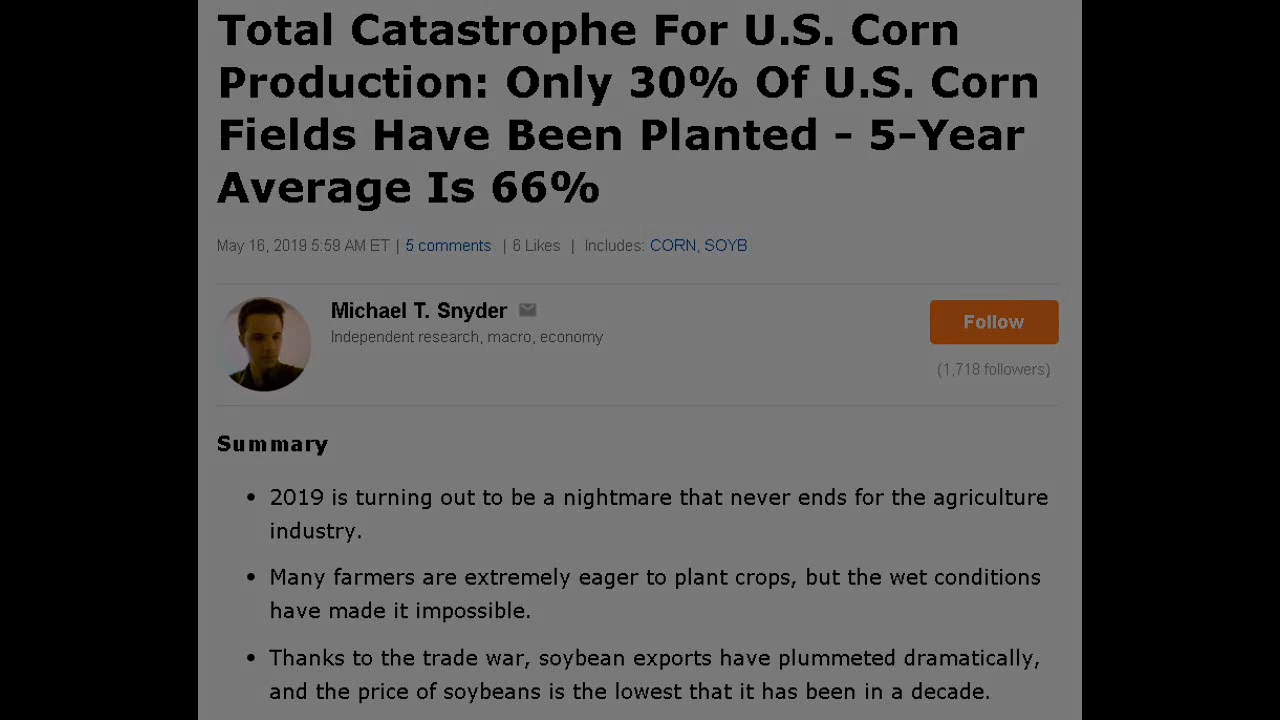 Total Catastrophe For U.S. Corn
Production: Only 30% Of U.S. Corn
Fields Have Been Planted - 5-Year
Average Is 66%
May 16, 2019 5:59 AM ET | 5 comments | 6 Likes | Includes: CORN, SOYB
Michael T. Snyder
Independent research, macro, economy
Follow
(1,718 followers)
Summary
• 2019 is turning out to be a nightmare that never ends for the agriculture
industry.
• Many farmers are extremely eager to plant crops, but the wet conditions
have made it impossible.
• Thanks to the trade war, soybean exports have plummeted dramatically,
and the price of soybeans is the lowest that it has been in a decade.